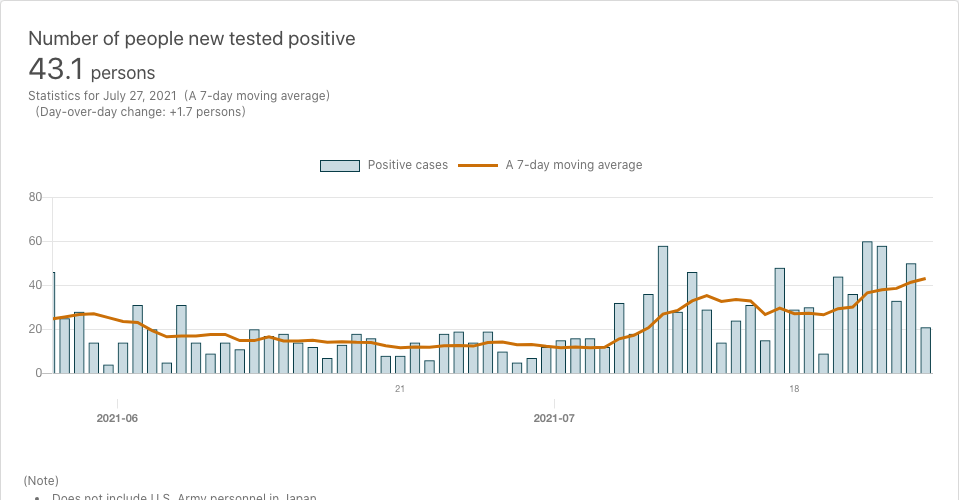 Number of people new tested positive
43.1 persons
Statistics for July 27, 2021 (A 7-day moving average)
(Day-over-day change: +1.7 persons)
Positive cases A 7-day moving average
80
60
40
20
0
21 18
2021-06 2021-07
(Note)
• Does not include U.S. Army personnel in Japan